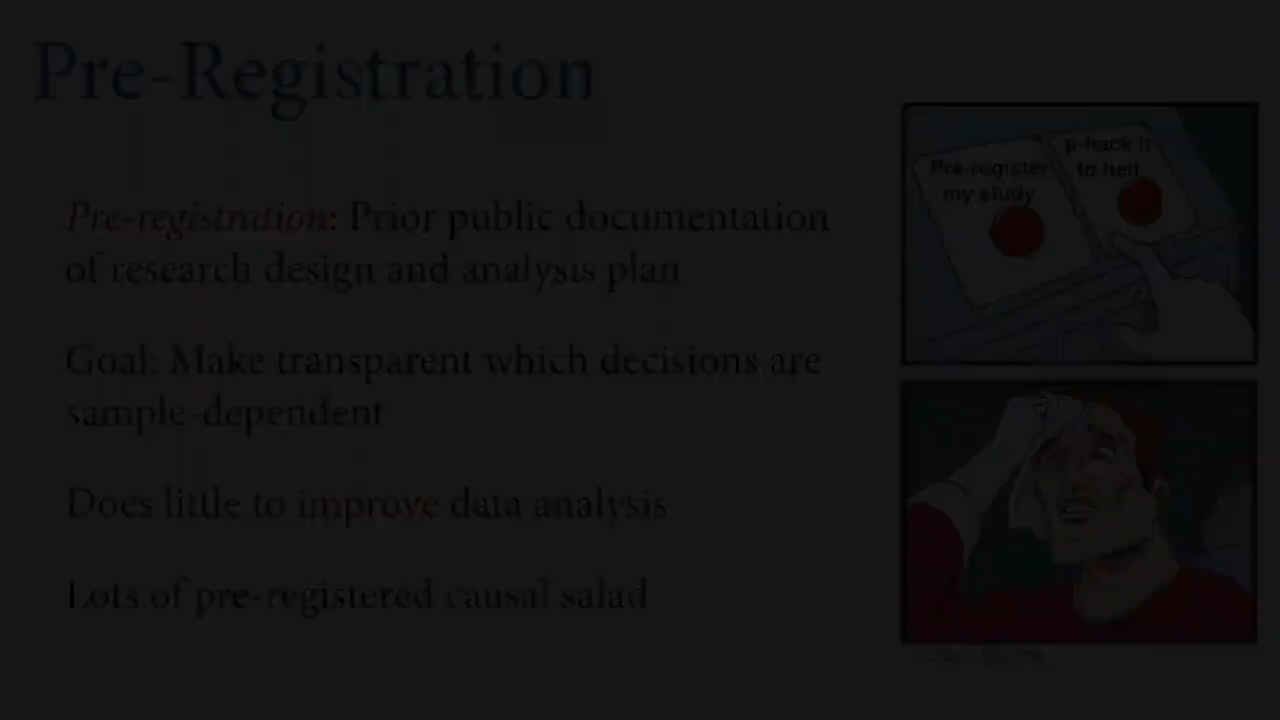 Pre-Registration
Pre-registration: Prior public documentation
of research design and analysis plan
Goal: Make transparent which decisions are
sample-dependent
Does little to improve data analysis
Lots of pre-registered causal salad
Pre-register
my study
p-hack it
to hell